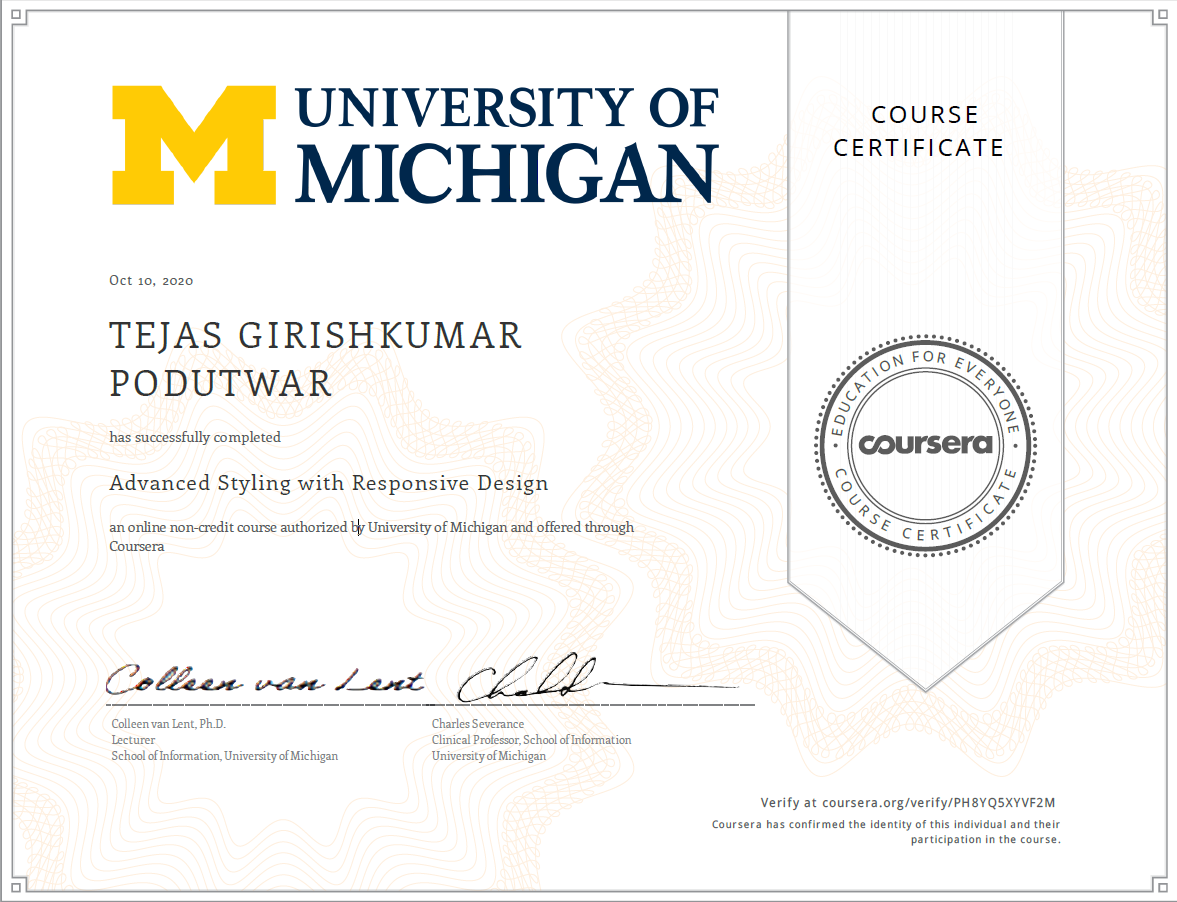 UNIVERSITY OF
MICHIGAN
COURSE
CERTIFICATE
Oct 10, 2020
TEJAS GIRISHKUMAR
PODUTWAR
has successfully completed
Advanced Styling with Responsive Design
an online non-credit course authorized by University of Michigan and offered through
Coursera
EDUCATION FOR EVERYONE
coursera
COURSE CERTIFICATE
Colleen van Lent
Colleen van Lent, Ph.D.
Lecturer
School of Information, University of Michigan
Charles Severance
Clinical Professor, School of Information
University of Michigan
Verify at coursera.org/verify/PH8YQ5XYVF2M
Coursera has confirmed the identity of this individual and their
participation in the course.